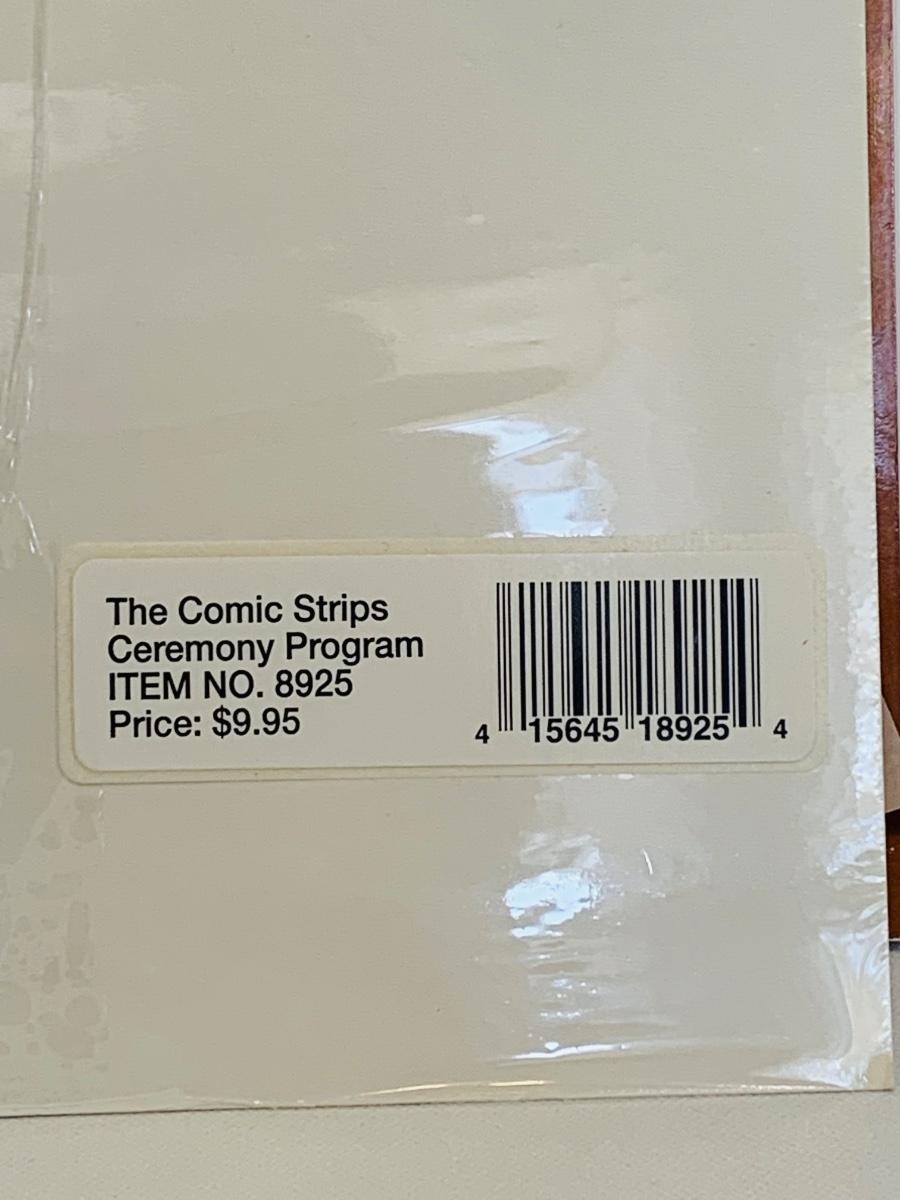 The Comic Strips
Ceremony Program
ITEM NO. 8925
Price: $9.95
4 15645 18925 4